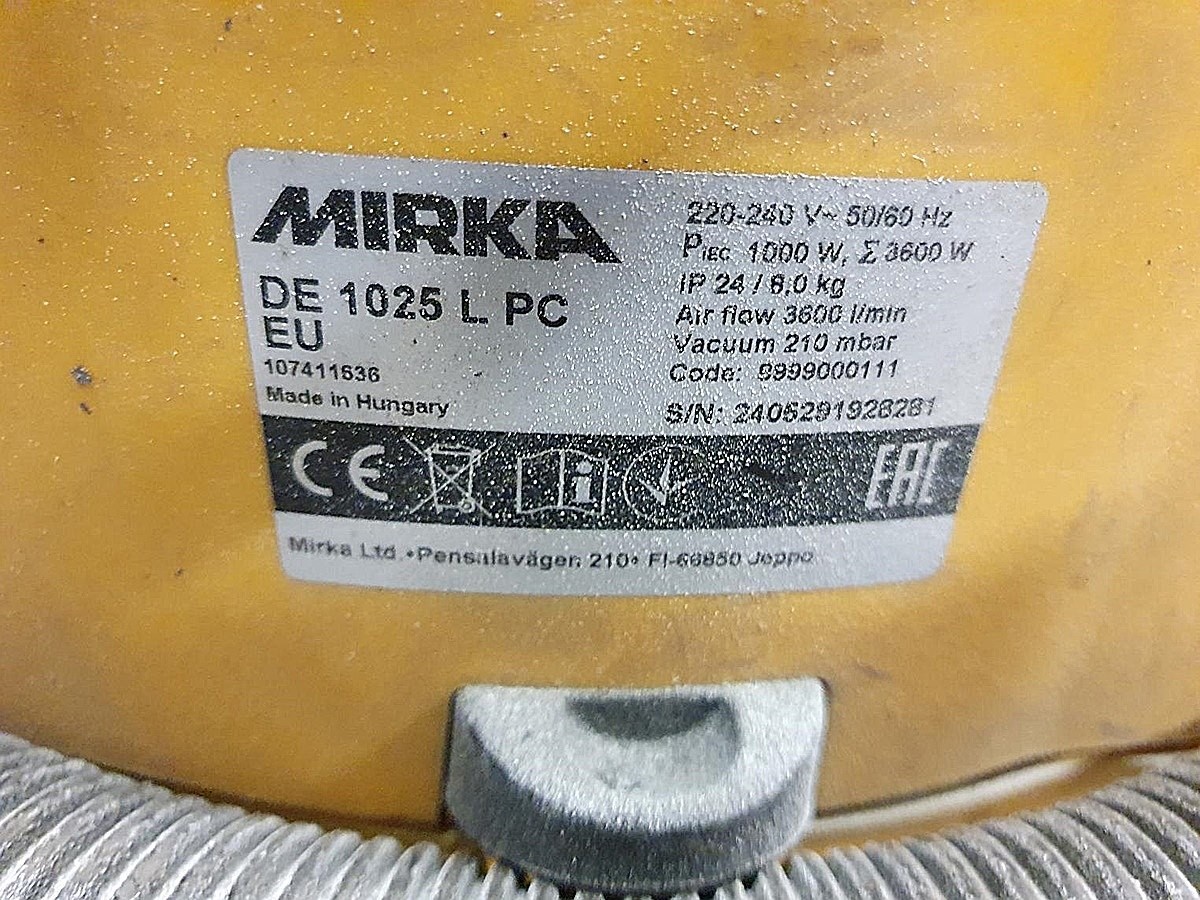 MIRKA
DE 1025 L PC
EU
107411636
Made in Hungary
220-240 V~ 50/60 Hz
PIEC 1000 W, Σ 3600 W
IP 24 / 8,0 kg
Air flow 3600 l/min
Vacuum 210 mbar
Code: 9999000111
S/N: 2405291928281
CE
i
EAC
Mirka Ltd. •Pensalavägen 210• FI-66850 Jeppo